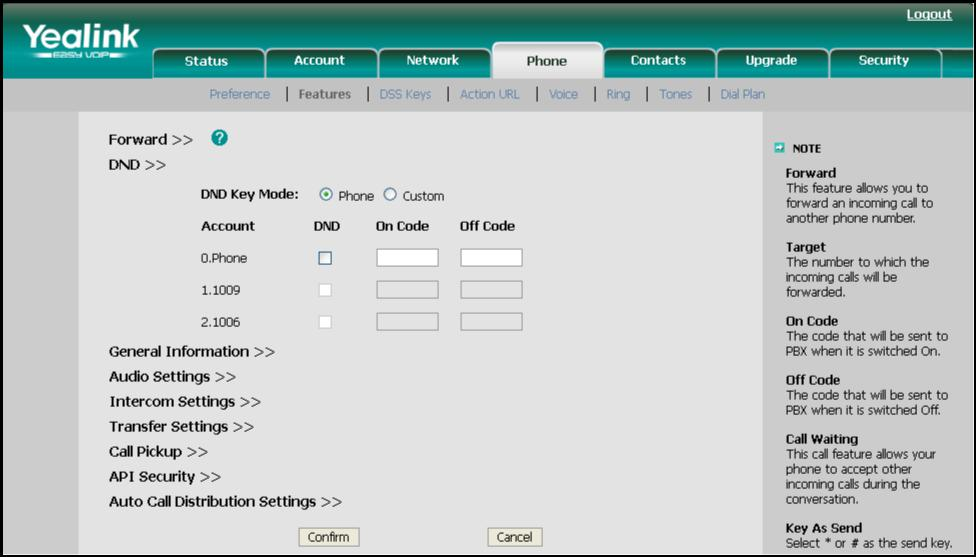 Logout
Yealink
EASY VOIP
Status Account Network Phone Contacts Upgrade Security
Preference | Features | DSS Keys | Action URL | Voice | Ring | Tones | Dial Plan
Forward >> ?
DND >>
DND Key Mode: Phone Custom
Account DND On Code Off Code
0.Phone
1.1009
2.1006
General Information >>
Audio Settings >>
Intercom Settings >>
Transfer Settings >>
Call Pickup >>
API Security >>
Auto Call Distribution Settings >>
Confirm Cancel
NOTE
Forward
This feature allows you to
forward an incoming call to
another phone number.
Target
The number to which the
incoming calls will be
forwarded.
On Code
The code that will be sent to
PBX when it is switched On.
Off Code
The code that will be sent to
PBX when it is switched Off.
Call Waiting
This call feature allows your
phone to accept other
incoming calls during the
conversation.
Key As Send
Select * or # as the send key.